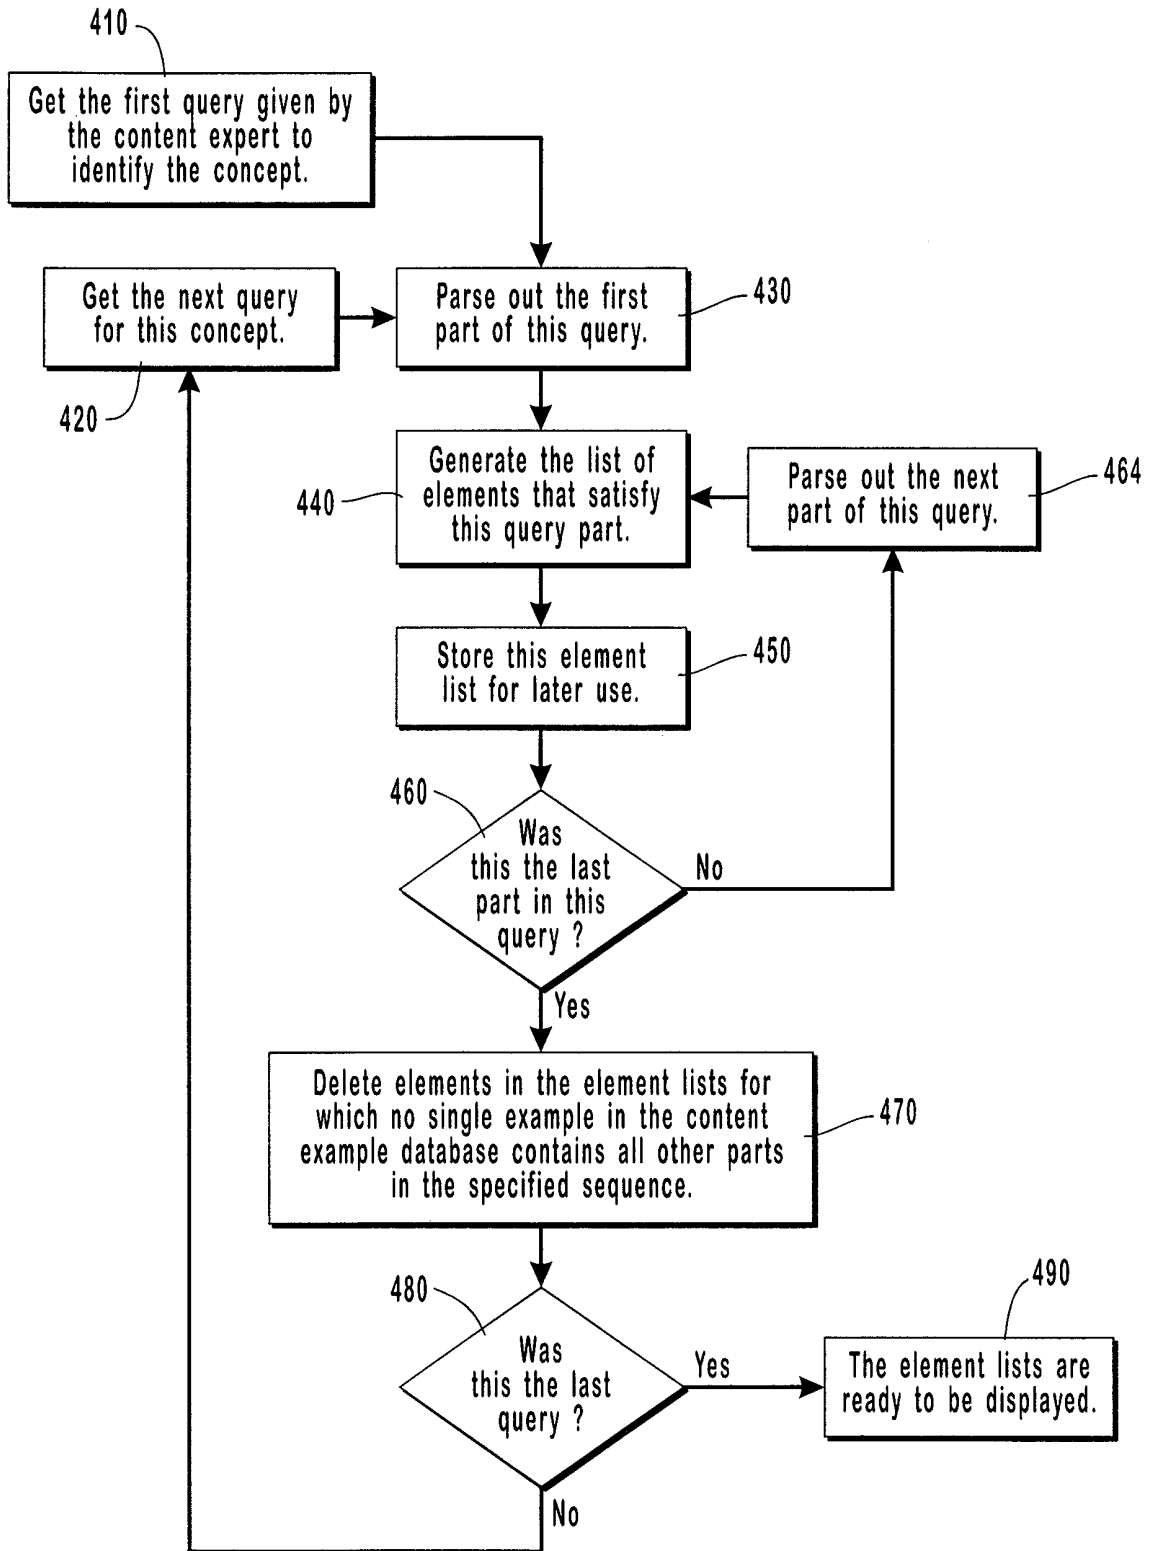 410
Get the first query given by
the content expert to
identify the concept.
Get the next query
for this concept.
420
Parse out the first
part of this query.
430
Generate the list of
elements that satisfy
this query part.
440
Parse out the next
part of this query.
464
Store this element
list for later use.
450
460
Was
this the last
part in this
query ?
No
Yes
Delete elements in the element lists for
which no single example in the content
example database contains all other parts
in the specified sequence.
470
480
Was
this the last
query ?
Yes
No
490
The element lists are
ready to be displayed.